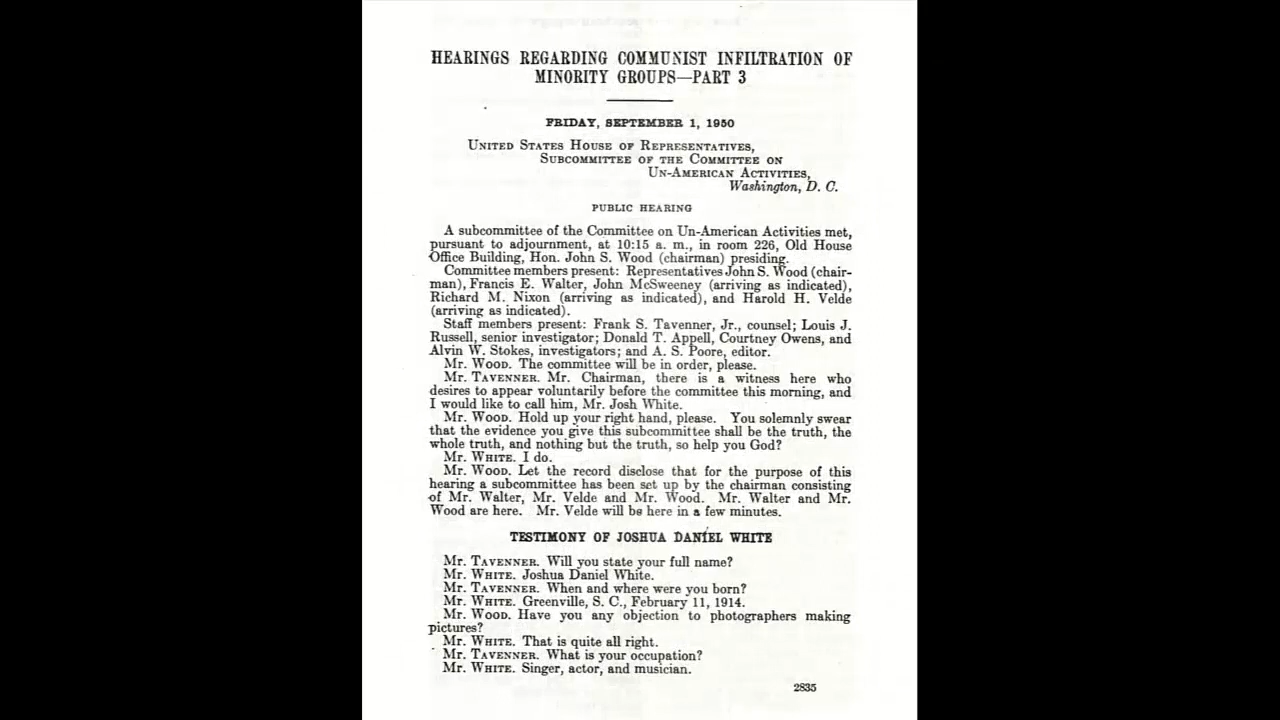 HEARINGS REGARDING COMMUNIST INFILTRATION OF
MINORITY GROUPS—PART 3
FRIDAY, SEPTEMBER 1, 1950
UNITED STATES HOUSE OF REPRESENTATIVES,
SUBCOMMITTEE OF THE COMMITTEE ON
UN-AMERICAN ACTIVITIES,
Washington, D. C.
PUBLIC HEARING
A subcommittee of the Committee on Un-American Activities met,
pursuant to adjournment, at 10:15 a. m., in room 226, Old House
Office Building, Hon. John S. Wood (chairman) presiding.
Committee members present: Representatives John S. Wood (chair-
man), Francis E. Walter, John McSweeney (arriving as indicated),
Richard M. Nixon (arriving as indicated), and Harold H. Velde
(arriving as indicated).
Staff members present: Frank S. Tavenner, Jr., counsel; Louis J.
Russell, senior investigator; Donald T. Appell, Courtney Owens, and
Alvin W. Stokes, investigators; and A. S. Poore, editor.
Mr. WOOD. The committee will be in order, please.
Mr. TAVENNER. Mr. Chairman, there is a witness here who
desires to appear voluntarily before the committee this morning, and
I would like to call him, Mr. Josh White.
Mr. WOOD. Hold up your right hand, please. You solemnly swear
that the evidence you give this subcommittee shall be the truth, the
whole truth, and nothing but the truth, so help you God?
Mr. WHITE. I do.
Mr. WOOD. Let the record disclose that for the purpose of this
hearing a subcommittee has been set up by the chairman consisting
of Mr. Walter, Mr. Velde and Mr. Wood. Mr. Walter and Mr.
Wood are here. Mr. Velde will be here in a few minutes.
TESTIMONY OF JOSHUA DANIEL WHITE
Mr. TAVENNER. Will you state your full name?
Mr. WHITE. Joshua Daniel White.
Mr. TAVENNER. When and where were you born?
Mr. WHITE. Greenville, S. C., February 11, 1914.
Mr. WOOD. Have you any objection to photographers making
pictures?
Mr. WHITE. That is quite all right.
Mr. TAVENNER. What is your occupation?
Mr. WHITE. Singer, actor, and musician.
2835